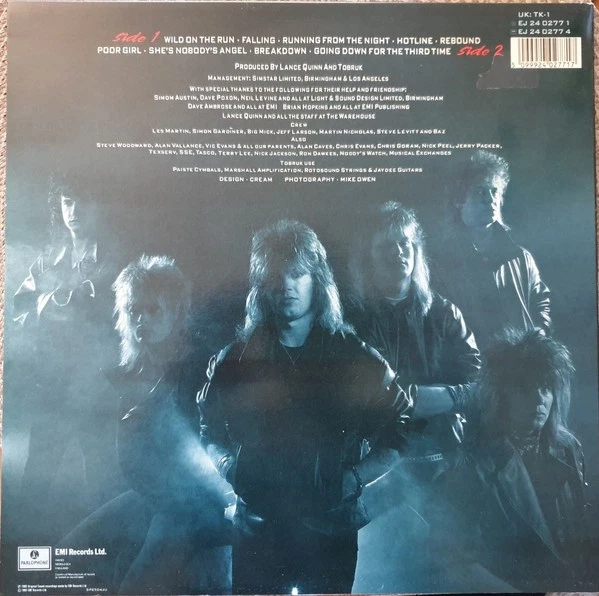 side 1 WILD ON THE RUN · FALLING · RUNNING FROM THE NIGHT · HOTLINE · REBOUND
POOR GIRL · SHE'S NOBODY'S ANGEL · BREAKDOWN · GOING DOWN FOR THE THIRD TIME side 2
UK: TK·1
EJ 24 0277 1
EJ 24 0277 4
5 099924 027717
PRODUCED BY LANCE QUINN AND TOBRUK
MANAGEMENT: SIMSTAR LIMITED, BIRMINGHAM & LOS ANGELES
WITH SPECIAL THANKS TO THE FOLLOWING FOR THEIR HELP AND FRIENDSHIP:
SIMON AUSTIN, DAVE POXON, NEIL LEVINE AND ALL AT LIGHT & SOUND DESIGN LIMITED, BIRMINGHAM
DAVE AMBROSE AND ALL AT EMI BRIAN HOPKINS AND ALL AT EMI PUBLISHING
LANCE QUINN AND ALL THE STAFF AT THE WAREHOUSE
CREW
LES MARTIN, SIMON GARDINER, BIG MICK, JEFF LARSON, MARTIN NICHOLAS, STEVE LEVITT AND BAZ
ALSO
STEVE WOODWARD, ALAN VALLANCE, VIC EVANS & ALL OUR PARENTS, ALAN CAVES, CHRIS EVANS, CHRIS GORAM, NICK PEEL, JERRY PACKER,
TEXSERV, SSE, TASCO, TERRY LEE, NICK JACKSON, RON DAWKES, NODDY'S WATCH, MUSICAL EXCHANGES
TOBRUK USE
PAISTE CYMBALS, MARSHALL AMPLIFICATION, ROTOSOUND STRINGS & JAYDEE GUITARS
DESIGN · CREAM PHOTOGRAPHY · MIKE OWEN
PARLOPHONE
EMI Records Ltd.